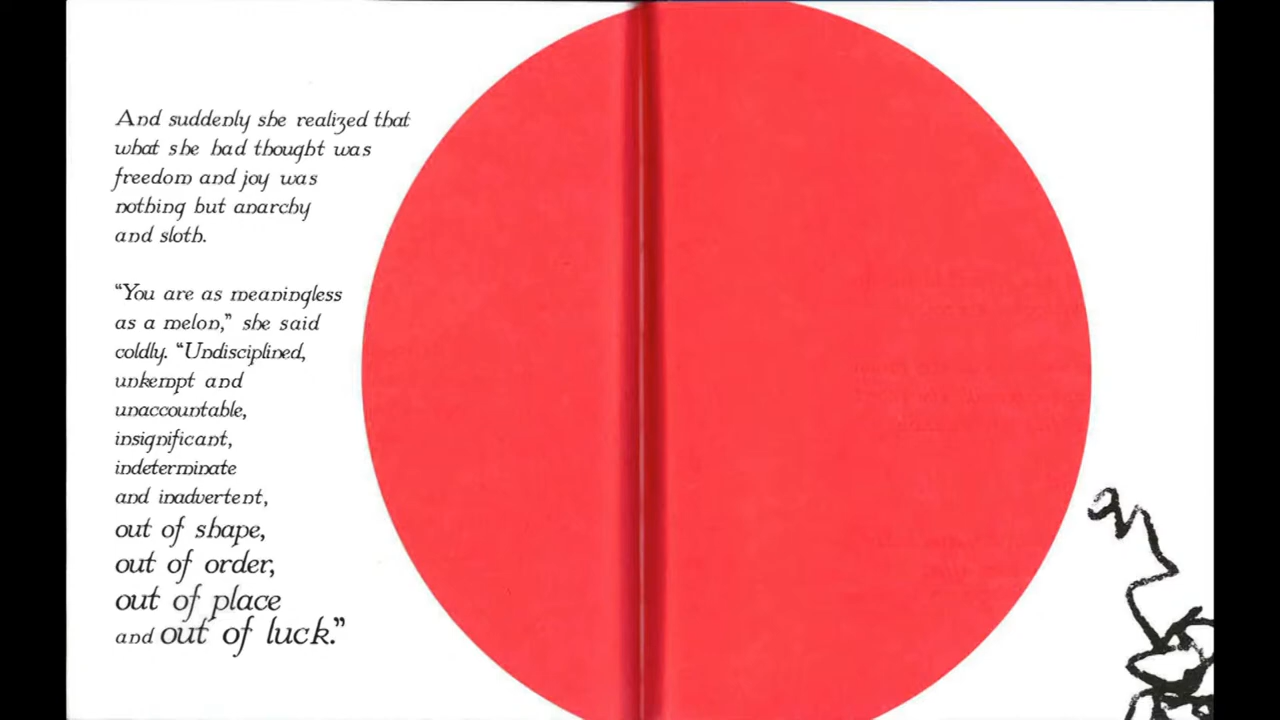 And suddenly she realized that
what she had thought was
freedom and joy was
nothing but anarchy
and sloth.
“You are as meaningless
as a melon,” she said
coldly. “Undisciplined,
unkempt and
unaccountable,
insignificant,
indeterminate
and inadvertent,
out of shape,
out of order,
out of place
and out of luck.”